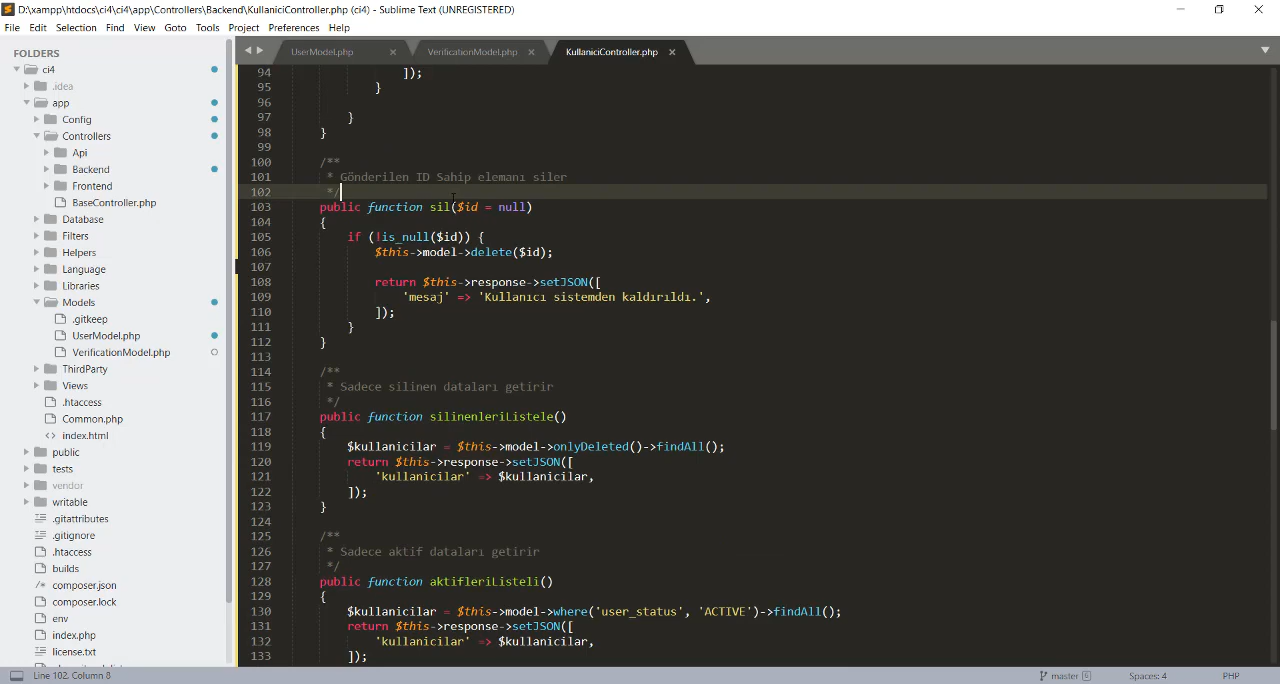 D:\xampp\htdocs\ci4\ci4\app\Controllers\Backend\KullaniciController.php (ci4) - Sublime Text (UNREGISTERED)
File Edit Selection Find View Goto Tools Project Preferences Help
FOLDERS
ci4
.idea
app
Config
Controllers
Api
Backend
Frontend
BaseController.php
Database
Filters
Helpers
Language
Libraries
Models
.gitkeep
UserModel.php
VerificationModel.php
ThirdParty
Views
.htaccess
Common.php
index.html
public
tests
vendor
writable
.gitattributes
.gitignore
.htaccess
builds
composer.json
composer.lock
env
index.php
license.txt
UserModel.php VerificationModel.php KullaniciController.php
94 ]);
95 }
96
97 }
98 }
99
100 /**
101 * Gönderilen ID Sahip elemanı siler
102 */
103 public function sil($id = null)
104 {
105 if (!is_null($id)) {
106 $this->model->delete($id);
107
108 return $this->response->setJSON([
109 'mesaj' => 'Kullanıcı sistemden kaldırıldı.',
110 ]);
111 }
112 }
113
114 /**
115 * Sadece silinen dataları getirir
116 */
117 public function silinenleriListele()
118 {
119 $kullanicilar = $this->model->onlyDeleted()->findAll();
120 return $this->response->setJSON([
121 'kullanicilar' => $kullanicilar,
122 ]);
123 }
124
125 /**
126 * Sadece aktif dataları getirir
127 */
128 public function aktifleriListeli()
129 {
130 $kullanicilar = $this->model->where('user_status', 'ACTIVE')->findAll();
131 return $this->response->setJSON([
132 'kullanicilar' => $kullanicilar,
133 ]);
Line 102, Column 8 master 6 Spaces: 4 PHP